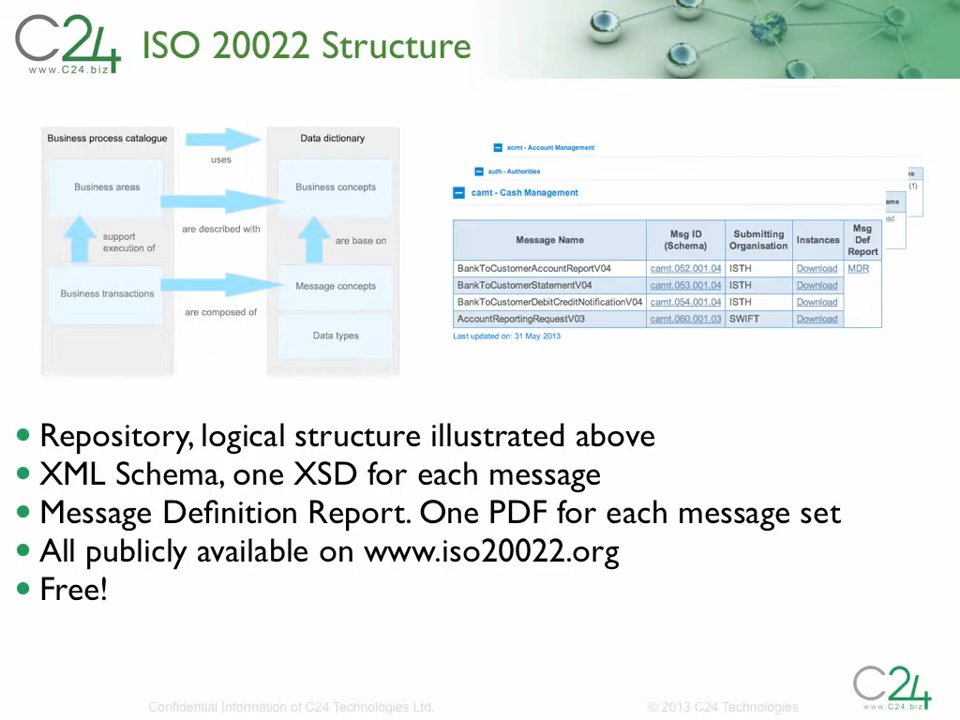 C24
www.C24.biz
ISO 20022 Structure
Business process catalogue
uses
Data dictionary
Business areas
are described with
Business concepts
support
execution of
are base on
Business transactions
are composed of
Message concepts
Data types
acmt - Account Management
auth - Authorities
camt - Cash Management
(1)
Message Name Msg ID (Schema) Submitting Organisation Instances Msg Def Report
BankToCustomerAccountReportV04 camt.052.001.04 ISTH Download MDR
BankToCustomerStatementV04 camt.053.001.04 ISTH Download
BankToCustomerDebitCreditNotificationV04 camt.054.001.04 ISTH Download
AccountReportingRequestV03 camt.060.001.03 SWIFT Download
Last updated on: 31 May 2013
• Repository, logical structure illustrated above
• XML Schema, one XSD for each message
• Message Definition Report. One PDF for each message set
• All publicly available on www.iso20022.org
• Free!
Confidential Information of C24 Technologies Ltd.
© 2013 C24 Technologies
C24
www.C24.biz